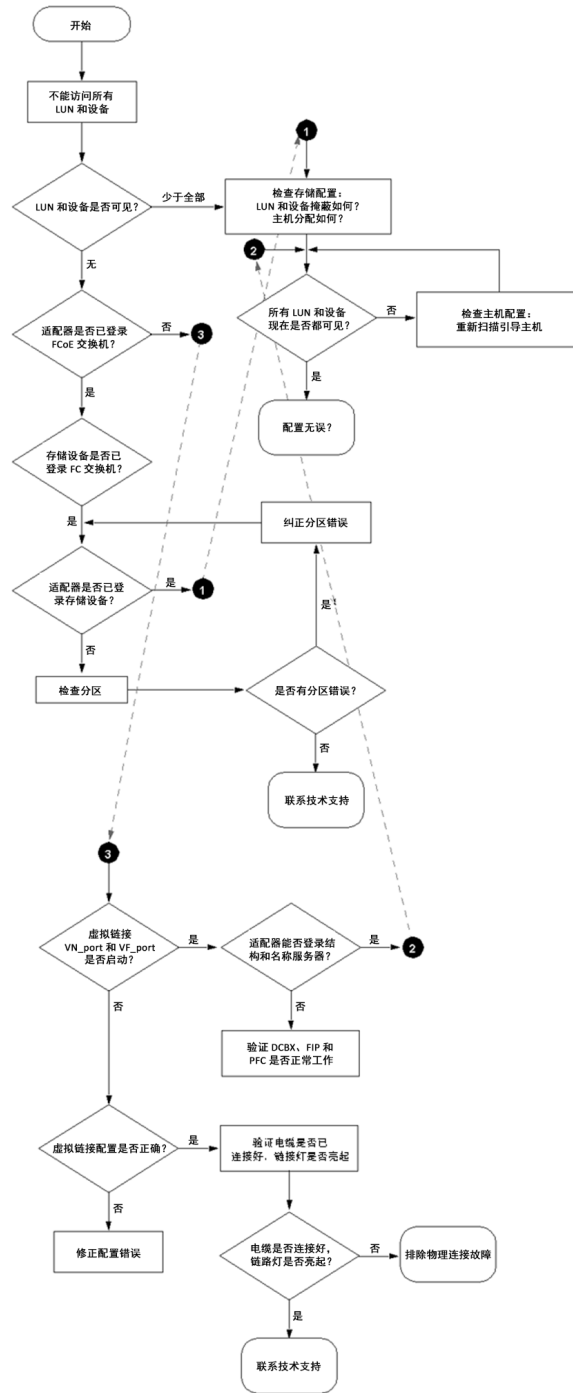 开始
不能访问所有
LUN 和设备
1
LUN 和设备是否可见？
少于全部
检查存储配置：
LUN 和设备掩蔽如何？
主机分配如何？
无
2
适配器是否已登录
FCoE 交换机？
否
3
所有 LUN 和设备
现在是否都可见？
否
检查主机配置：
重新扫描引导主机
是
是
配置无误？
存储设备是否已
登录 FC 交换机？
是
纠正分区错误
适配器是否已登
录存储设备？
是
1
是
否
检查分区
是否有分区错误？
否
联系技术支持
3
虚拟链接
VN_port 和 VF_port
是否启动？
是
适配器能否登录结
构和名称服务器？
是
2
否
否
验证 DCBX、FIP 和
PFC 是否正常工作
虚拟链接配置是否正确？
是
验证电缆是否已
连接好，链接灯是否亮起
否
修正配置错误
电缆是否连接好，
链路灯是否亮起？
否
排除物理连接故障
是
联系技术支持